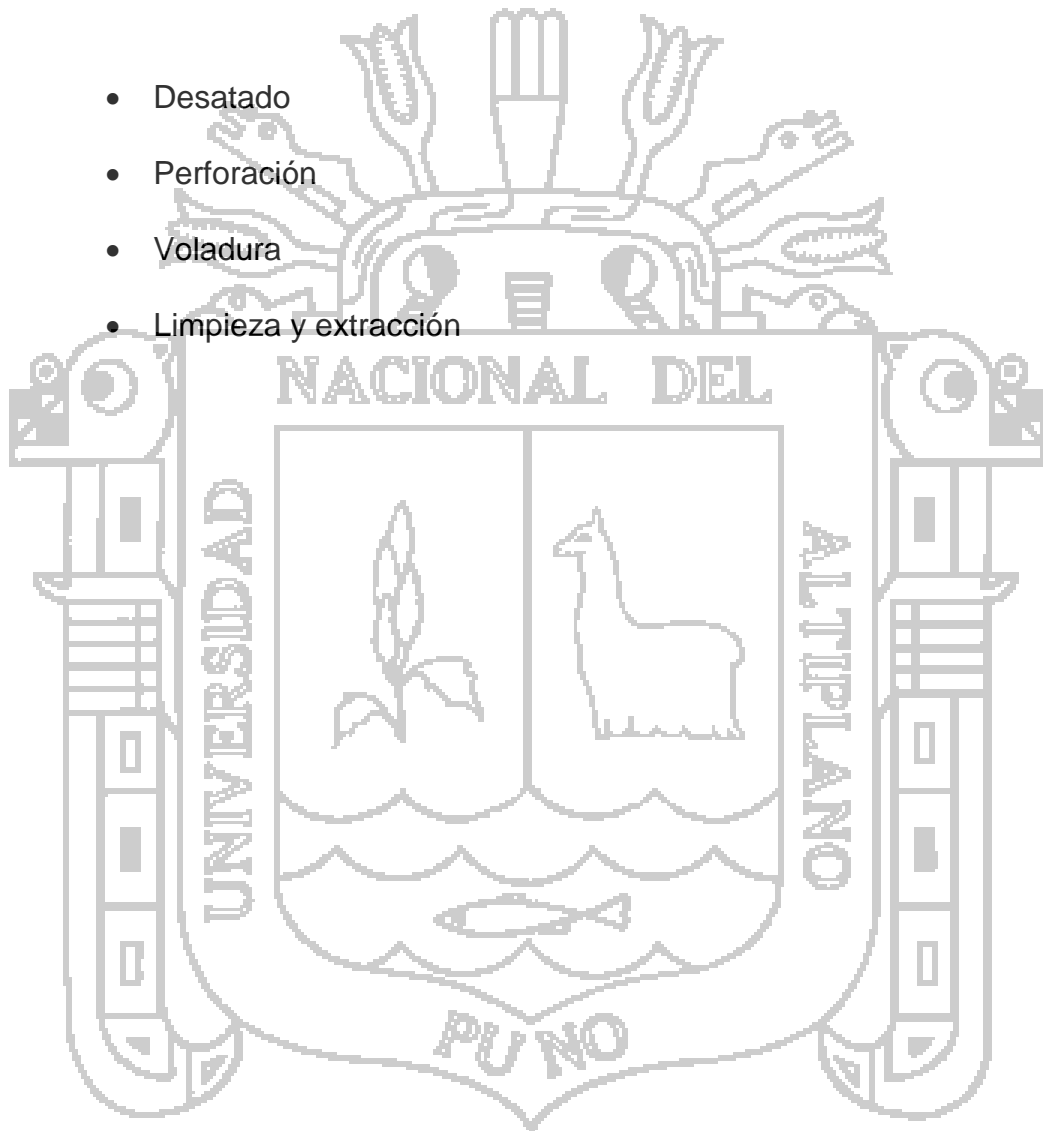 • Desatado
• Perforación
• Voladura
• Limpieza y extracción
NACIONAL DEL
UNIVERSIDAD
ALTIPLANO
PUNO